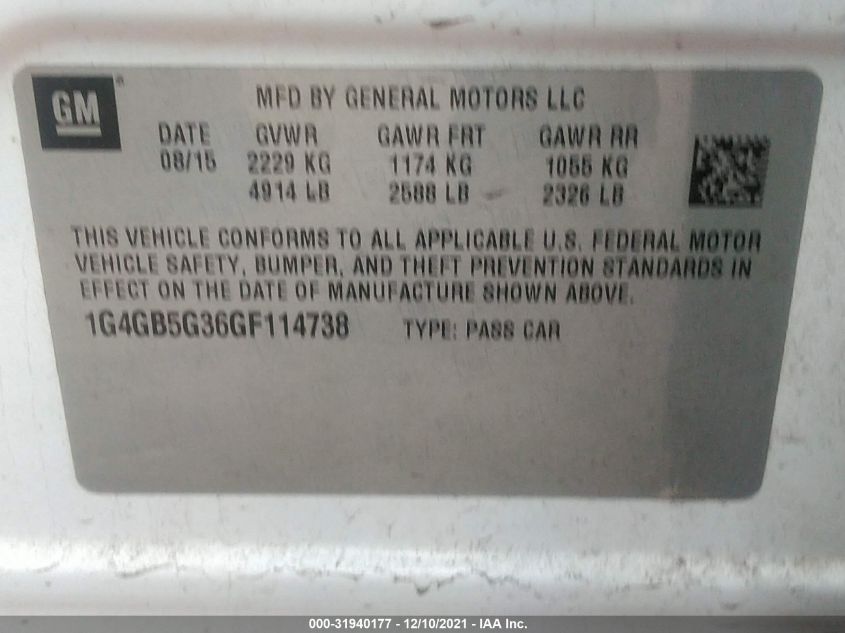 GM®
MFD BY GENERAL MOTORS LLC
DATE GVWR GAWR FRT GAWR RR
08/15 2229 KG 1174 KG 1055 KG
4914 LB 2588 LB 2326 LB
THIS VEHICLE CONFORMS TO ALL APPLICABLE U.S. FEDERAL MOTOR
VEHICLE SAFETY, BUMPER, AND THEFT PREVENTION STANDARDS IN
EFFECT ON THE DATE OF MANUFACTURE SHOWN ABOVE.
1G4GB5G36GF114738 TYPE: PASS CAR
000-31940177 - 12/10/2021 - IAA Inc.